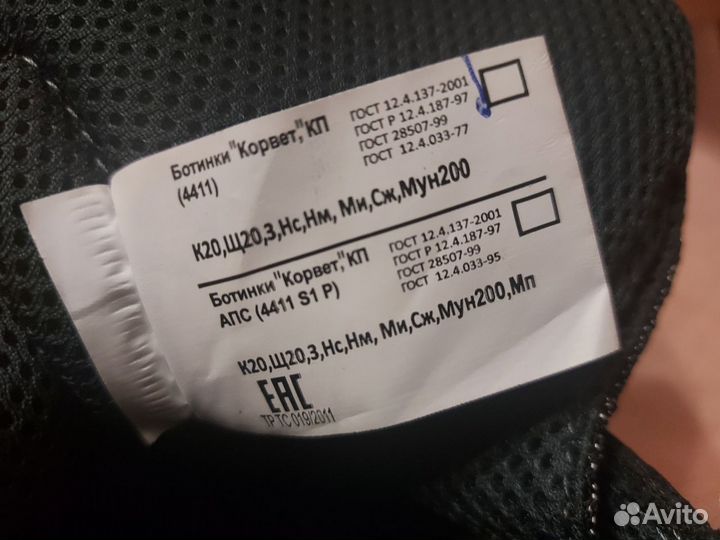 Ботинки "Корвет", КП
(4411)
ГОСТ 12.4.137-2001
ГОСТ Р 12.4.187-97
ГОСТ 28507-99
ГОСТ 12.4.033-77
К20,Щ20,З,Нс,Нм, Ми,Сж,Мун200
Ботинки "Корвет", КП
АПС (4411 S1 P)
ГОСТ 12.4.137-2001
ГОСТ Р 12.4.187-97
ГОСТ 28507-99
ГОСТ 12.4.033-95
К20,Щ20,З,Нс,Нм, Ми,Сж,Мун200,Мп
ЕАС
ТР ТС 019/2011
Avito